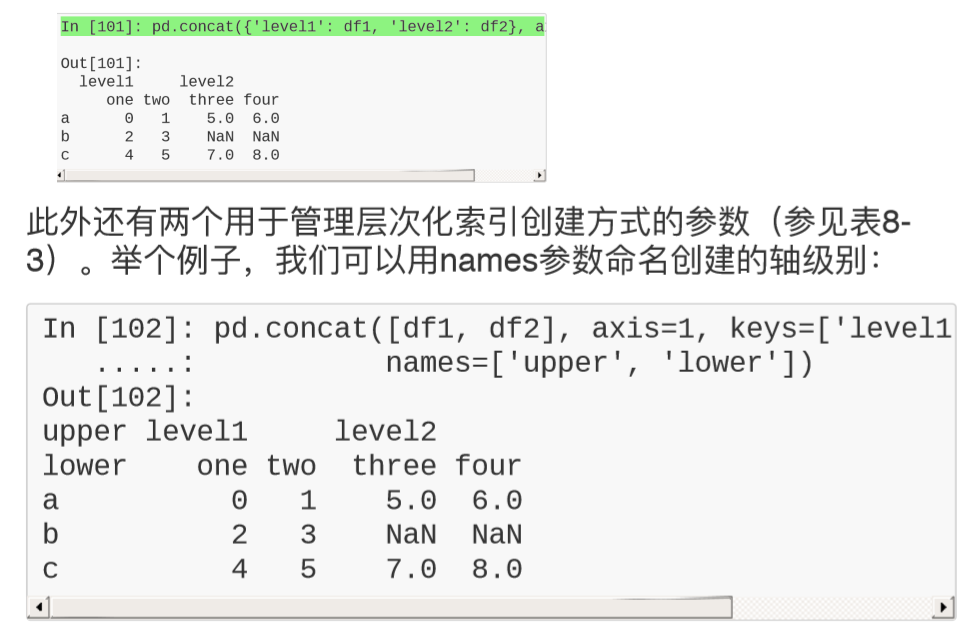 In [101]: pd.concat({'level1': df1, 'level2': df2}, a
Out[101]:
level1 level2
one two three four
a 0 1 5.0 6.0
b 2 3 NaN NaN
c 4 5 7.0 8.0
此外还有两个用于管理层次化索引创建方式的参数（参见表8-
3）。举个例子，我们可以用names参数命名创建的轴级别：
In [102]: pd.concat([df1, df2], axis=1, keys=['level1
.....: names=['upper', 'lower'])
Out[102]:
upper level1 level2
lower one two three four
a 0 1 5.0 6.0
b 2 3 NaN NaN
c 4 5 7.0 8.0